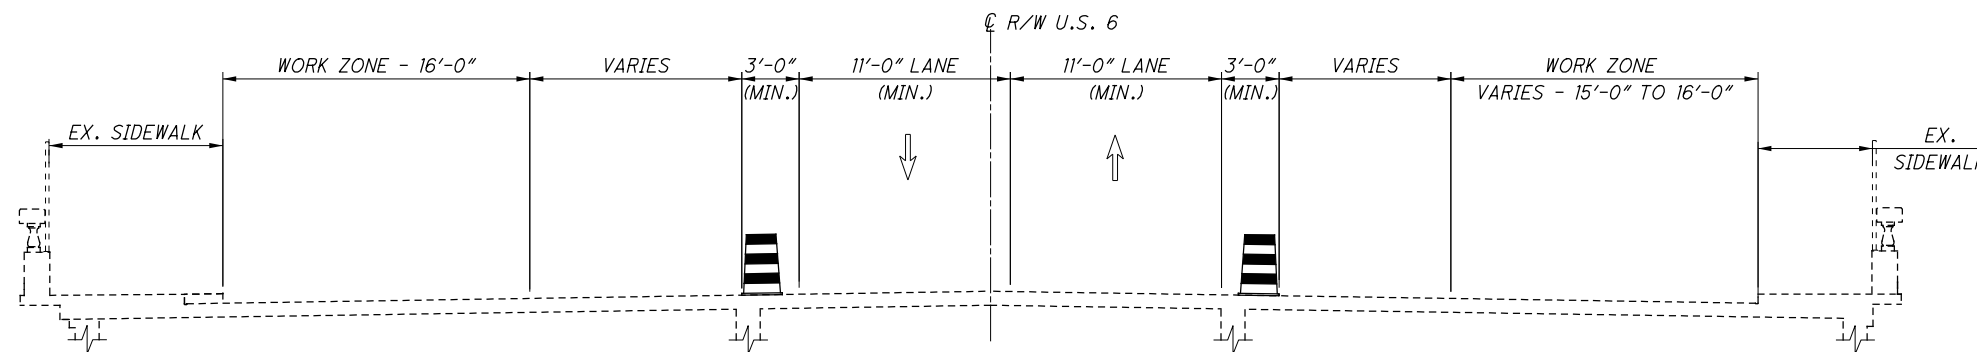 ℄ R/W U.S. 6
WORK ZONE - 16'-0" VARIES 3'-0" 11'-0" LANE 11'-0" LANE 3'-0" VARIES WORK ZONE
(MIN.) (MIN.) (MIN.) (MIN.) VARIES - 15'-0" TO 16'-0"
EX. SIDEWALK EX.
SIDEWALK